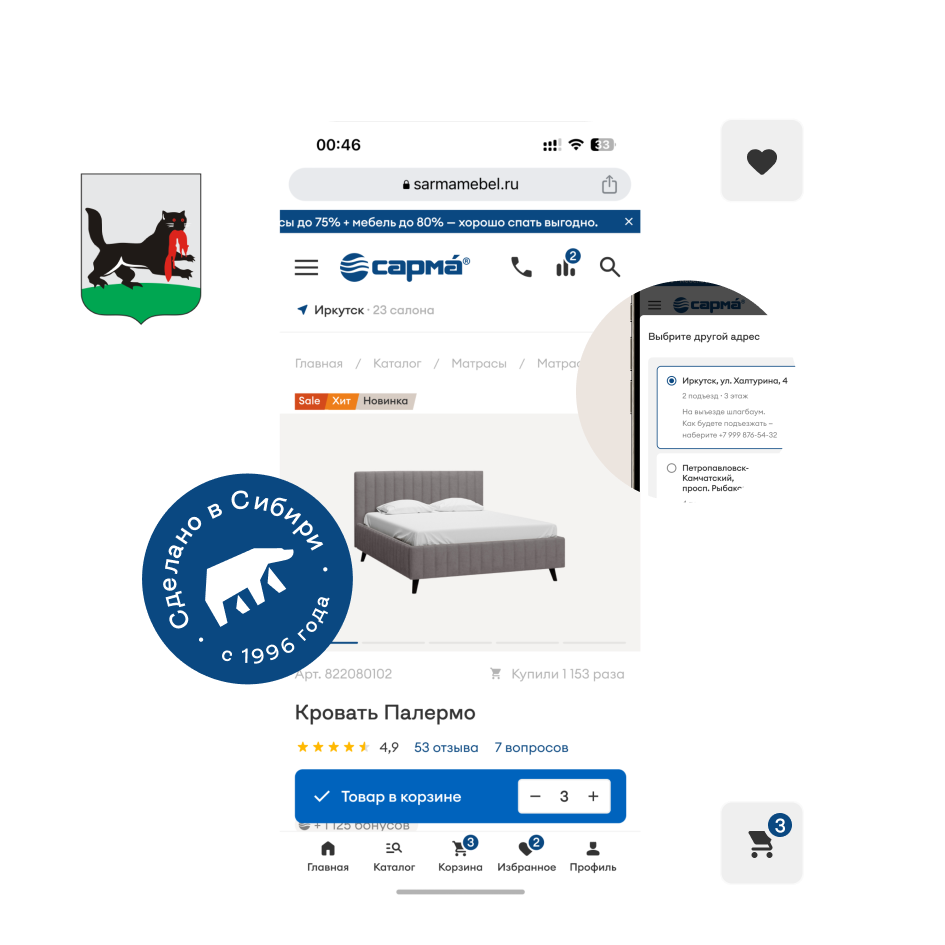 00:46
33
sarmamebel.ru
сы до 75% + мебель до 80% — хорошо спать выгодно.
сарма́®
2
Иркутск · 23 салона
Главная / Каталог / Матрасы / Матрас
Sale Хит Новинка
сарма́
Выберите другой адрес
Иркутск, ул. Халтурина, 4
2 подъезд · 3 этаж
На выезде шлагбаум.
Как будете подъезжать –
наберите +7 999 876-54-32
Петропавловск-
Камчатский,
просп. Рыбако
Сделано в Сибири
с 1996 года
Арт. 822080102
Купили 1 153 раза
Кровать Палермо
4,9 53 отзыва 7 вопросов
Товар в корзине − 3 +
+ 1 125 бонусов
3
2
Главная Каталог Корзина Избранное Профиль
3